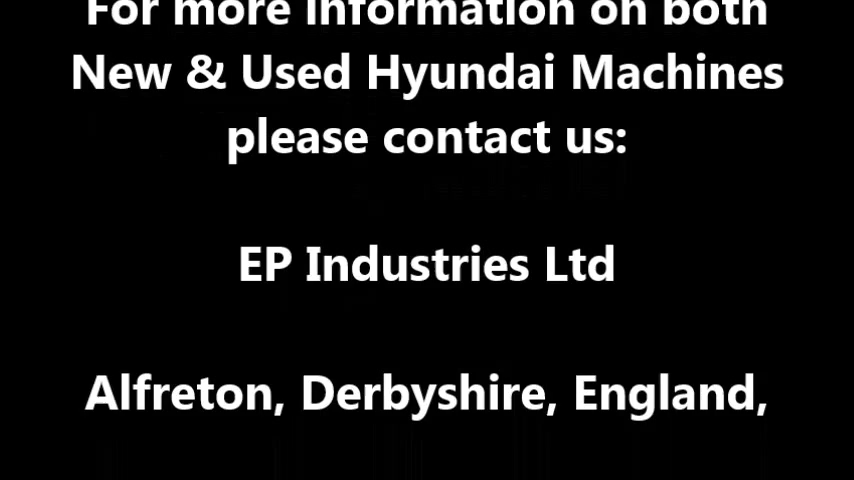 For more information on both
New & Used Hyundai Machines
please contact us:
EP Industries Ltd
Alfreton, Derbyshire, England,